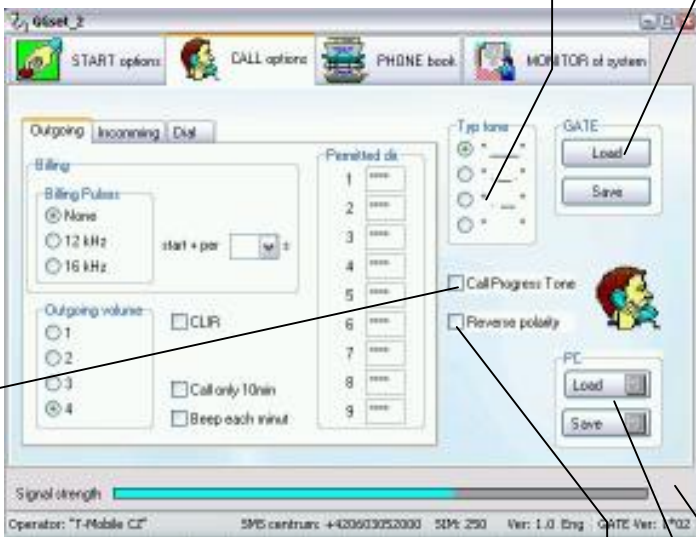 GSset_2
START options
CALL options
PHONE book
MONITOR of system
Outgoing
Incomming
Dial
Billing
Billing Pulses
None
12 kHz
16 kHz
start + per
s
Outgoing volume
1
2
3
4
CLIR
Call only 10min
Beep each minut
Permitted dir.
1 ****
2 ****
3 ****
4 ****
5 ****
6 ****
7 ****
8 ****
9 ****
Typ tone
GATE
Load
Save
Call Progress Tone
Reverse polarity
PC
Load
Save
Signal strength
Operator: "T-Mobile CZ" SMS centrum: +420603052000 SIM: 250 Ver: 1.0 Eng GATE Ver: 1*02